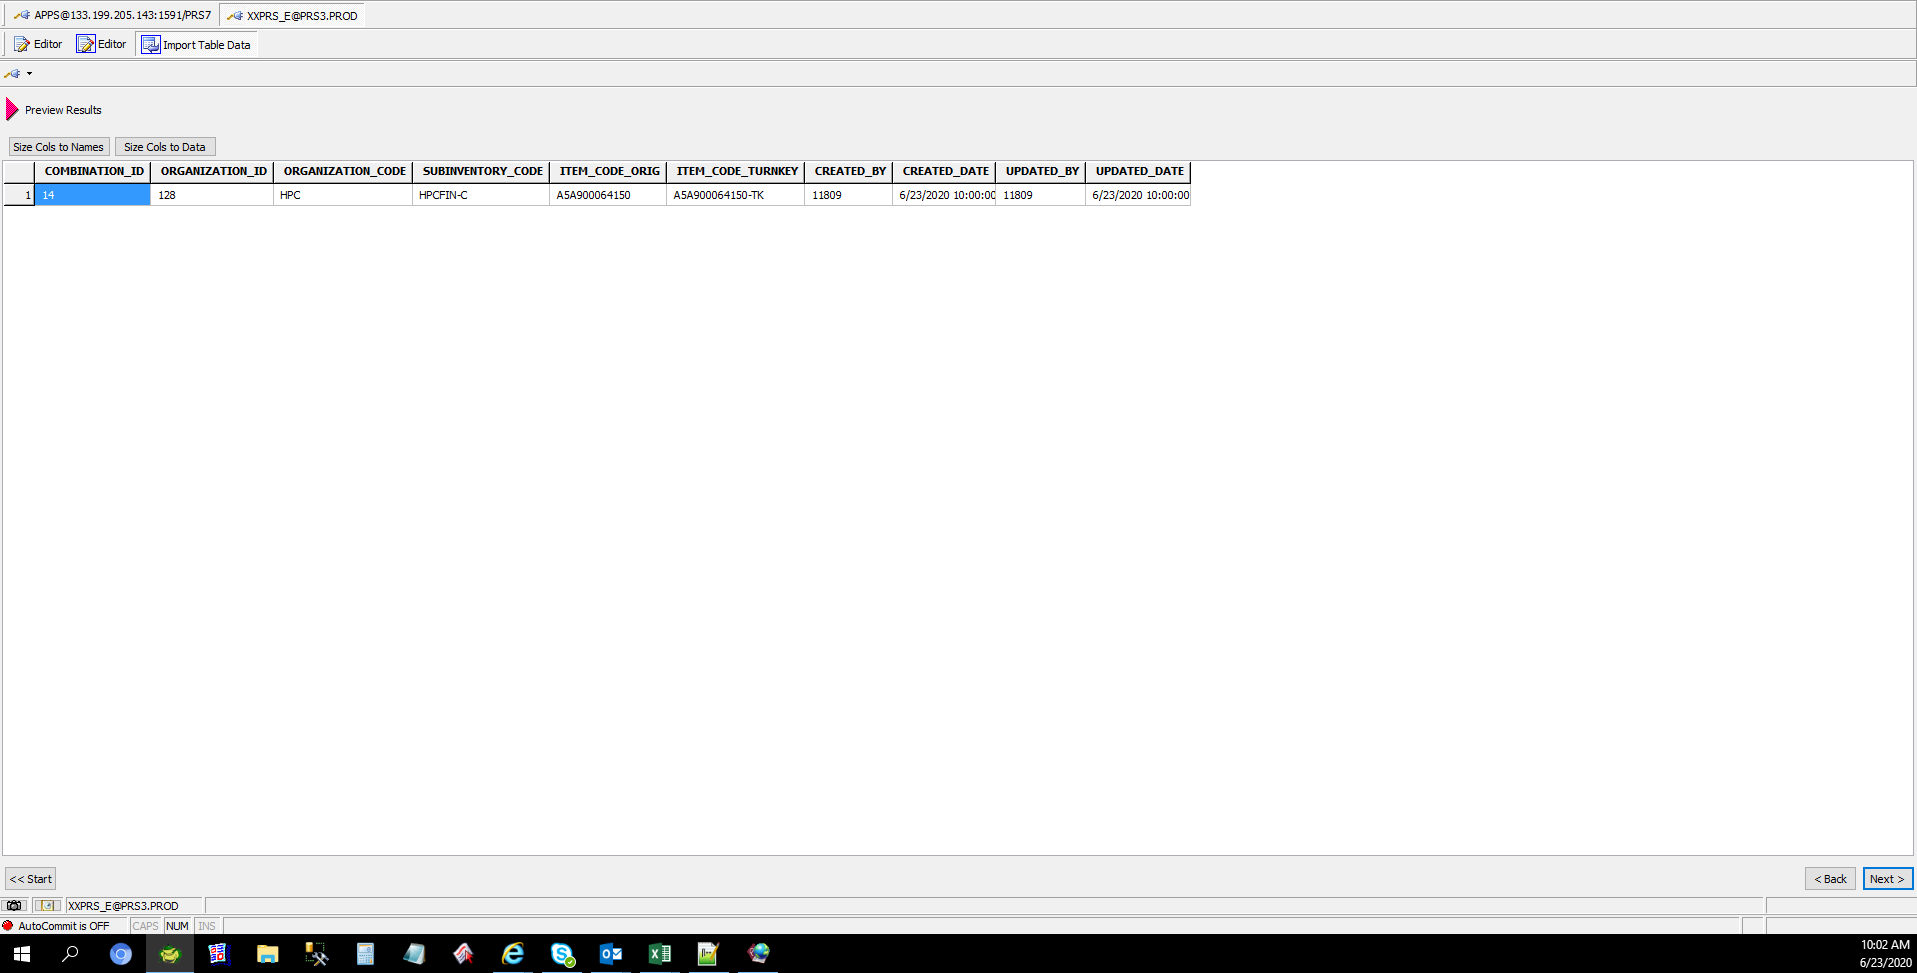 APPS@133.199.205.143:1591/PRS7 XXPRS_E@PRS3.PROD
Editor Editor Import Table Data
Preview Results
Size Cols to Names Size Cols to Data
COMBINATION_ID ORGANIZATION_ID ORGANIZATION_CODE SUBINVENTORY_CODE ITEM_CODE_ORIG ITEM_CODE_TURNKEY CREATED_BY CREATED_DATE UPDATED_BY UPDATED_DATE
1 14 128 HPC HPCFIN-C A5A900064150 A5A900064150-TK 11809 6/23/2020 10:00:00 11809 6/23/2020 10:00:00
<< Start < Back Next >
XXPRS_E@PRS3.PROD
AutoCommit is OFF CAPS NUM INS
10:02 AM
6/23/2020